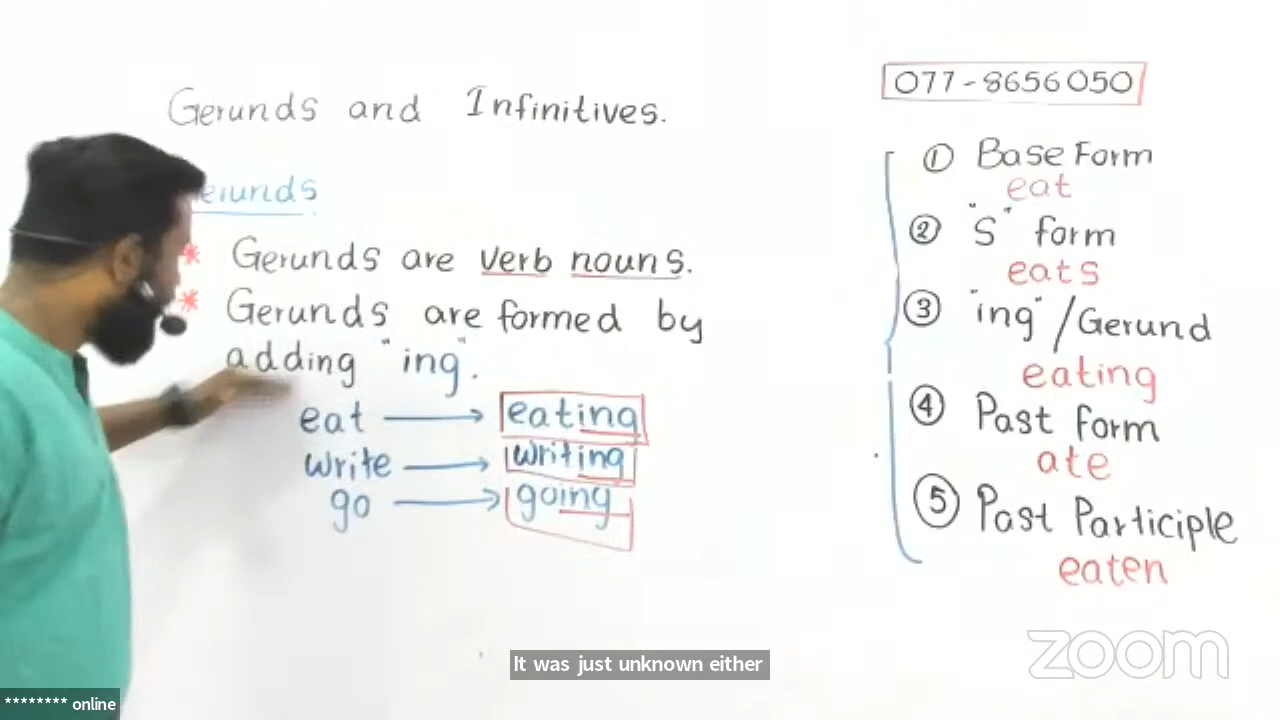 Gerunds and Infinitives.
Gerunds
* Gerunds are verb nouns.
* Gerunds are formed by
adding "ing".
eat → eating
write → writing
go → going
077-8656050
① Base Form
eat
② "S" form
eats
③ "ing" / Gerund
eating
④ Past form
ate
⑤ Past Participle
eaten
It was just unknown either
******** online
zoom